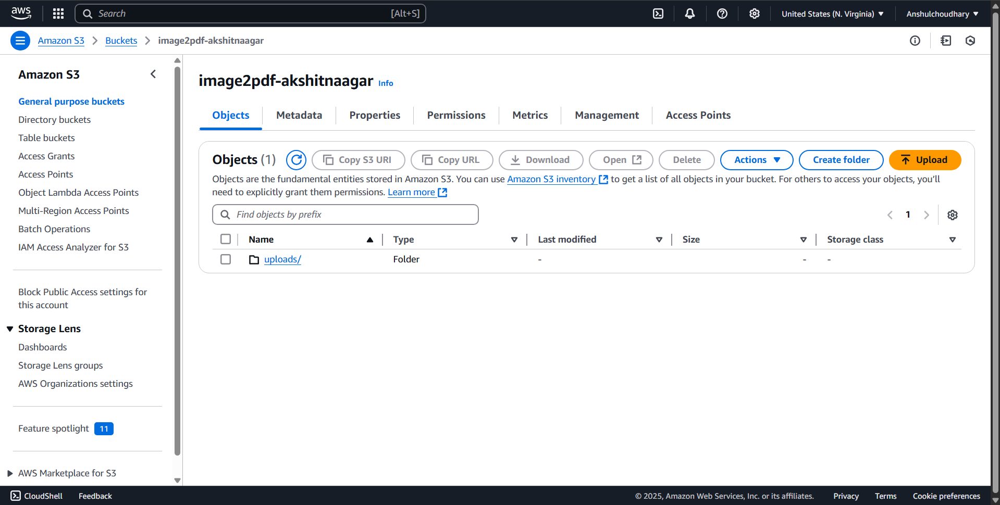 aws
Search
[Alt+S]
United States (N. Virginia)
Anshulchoudhary
Amazon S3
Buckets
image2pdf-akshitnaagar
Amazon S3
General purpose buckets
Directory buckets
Table buckets
Access Grants
Access Points
Object Lambda Access Points
Multi-Region Access Points
Batch Operations
IAM Access Analyzer for S3
Block Public Access settings for
this account
Storage Lens
Dashboards
Storage Lens groups
AWS Organizations settings
Feature spotlight 11
AWS Marketplace for S3
image2pdf-akshitnaagar Info
Objects Metadata Properties Permissions Metrics Management Access Points
Objects (1) Copy S3 URI Copy URL Download Open Delete Actions Create folder Upload
Objects are the fundamental entities stored in Amazon S3. You can use Amazon S3 inventory to get a list of all objects in your bucket. For others to access your objects, you’ll
need to explicitly grant them permissions. Learn more
Find objects by prefix
1
Name Type Last modified Size Storage class
uploads/ Folder - - -
CloudShell Feedback © 2025, Amazon Web Services, Inc. or its affiliates. Privacy Terms Cookie preferences